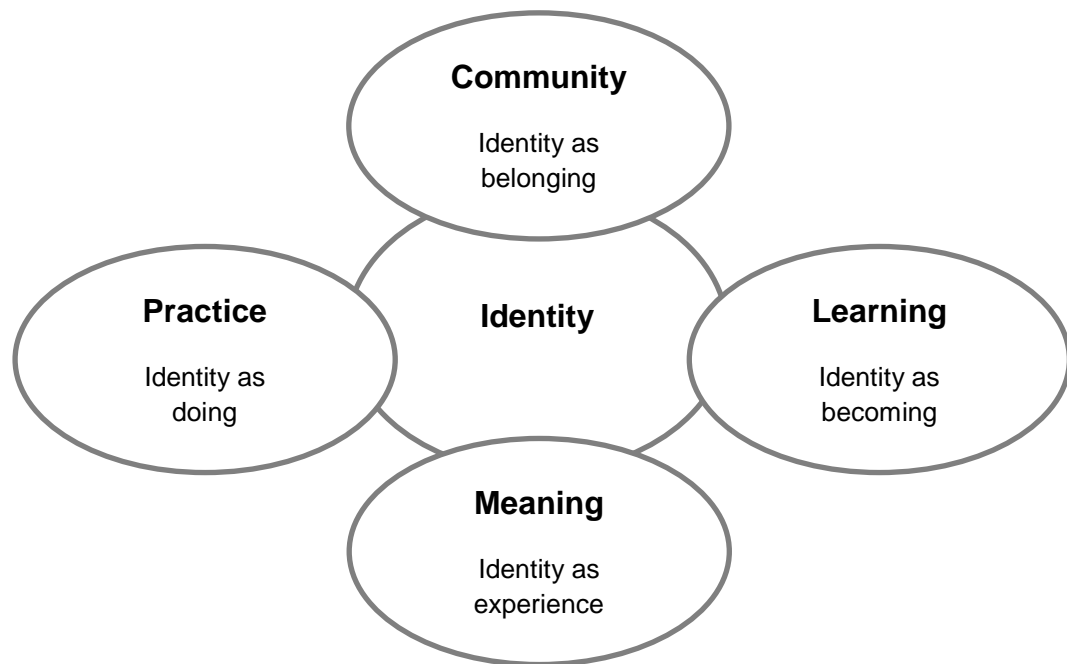 Community
Identity as
belonging
Practice
Identity as
doing
Identity
Learning
Identity as
becoming
Meaning
Identity as
experience